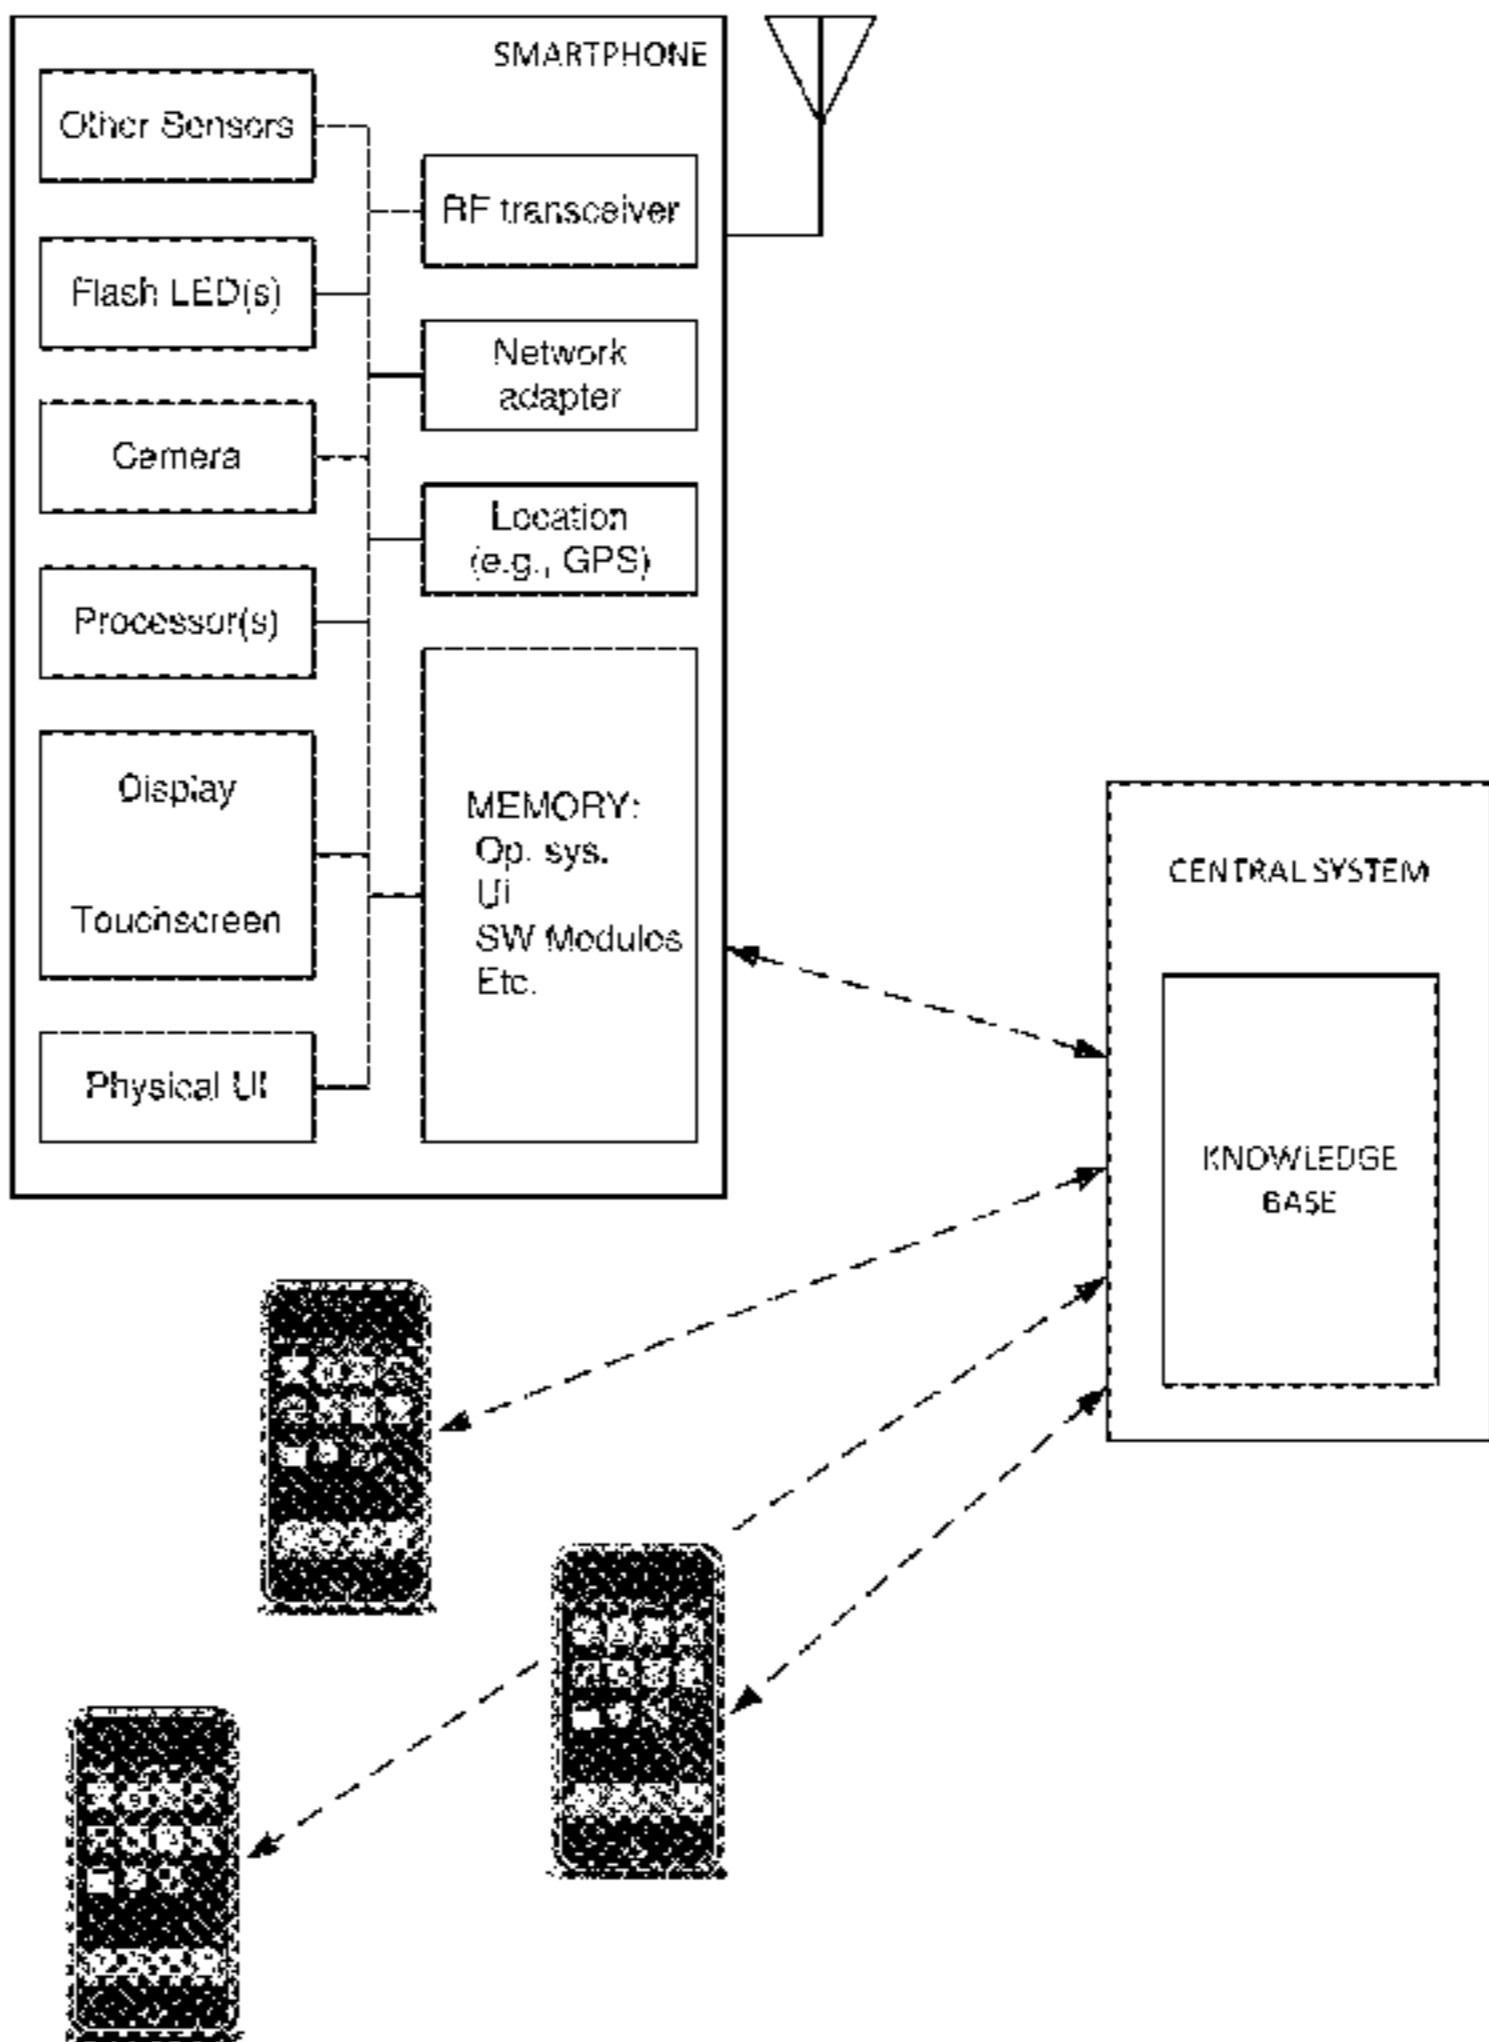 SMARTPHONE
Other Sensors
RF transceiver
Flash LED(s)
Network
adapter
Camera
Location
(e.g., GPS)
Processor(s)
Display
Touchscreen
MEMORY:
Op. sys.
UI
SW Modules
Etc.
Physical UI
CENTRAL SYSTEM
KNOWLEDGE
BASE